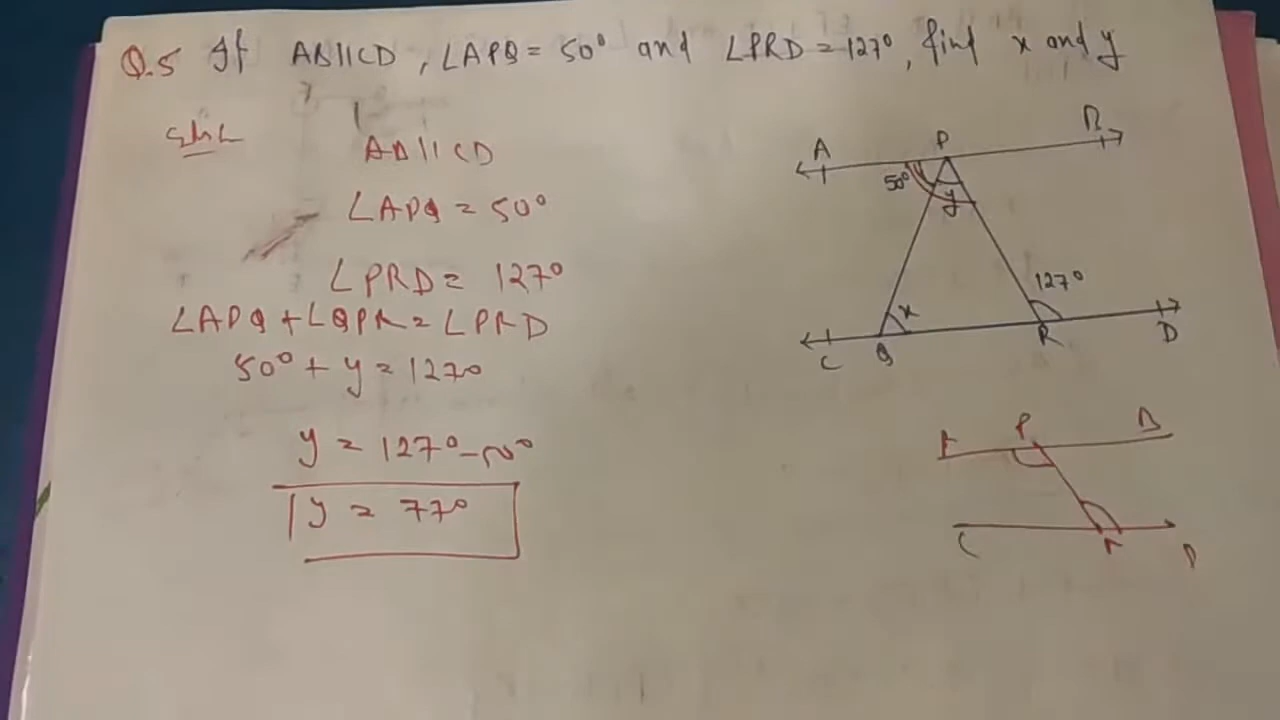 Q.5 If AB||CD, ∠APQ = 50° and ∠PRD = 127°, find x and y
Soln
AB||CD
∠APQ = 50°
∠PRD = 127°
∠APQ + ∠QPR = ∠PRD
50° + y = 127°
y = 127° - 50°
y = 77°
A P B
50° y
127°
x
C Q R D
A P B
C R D